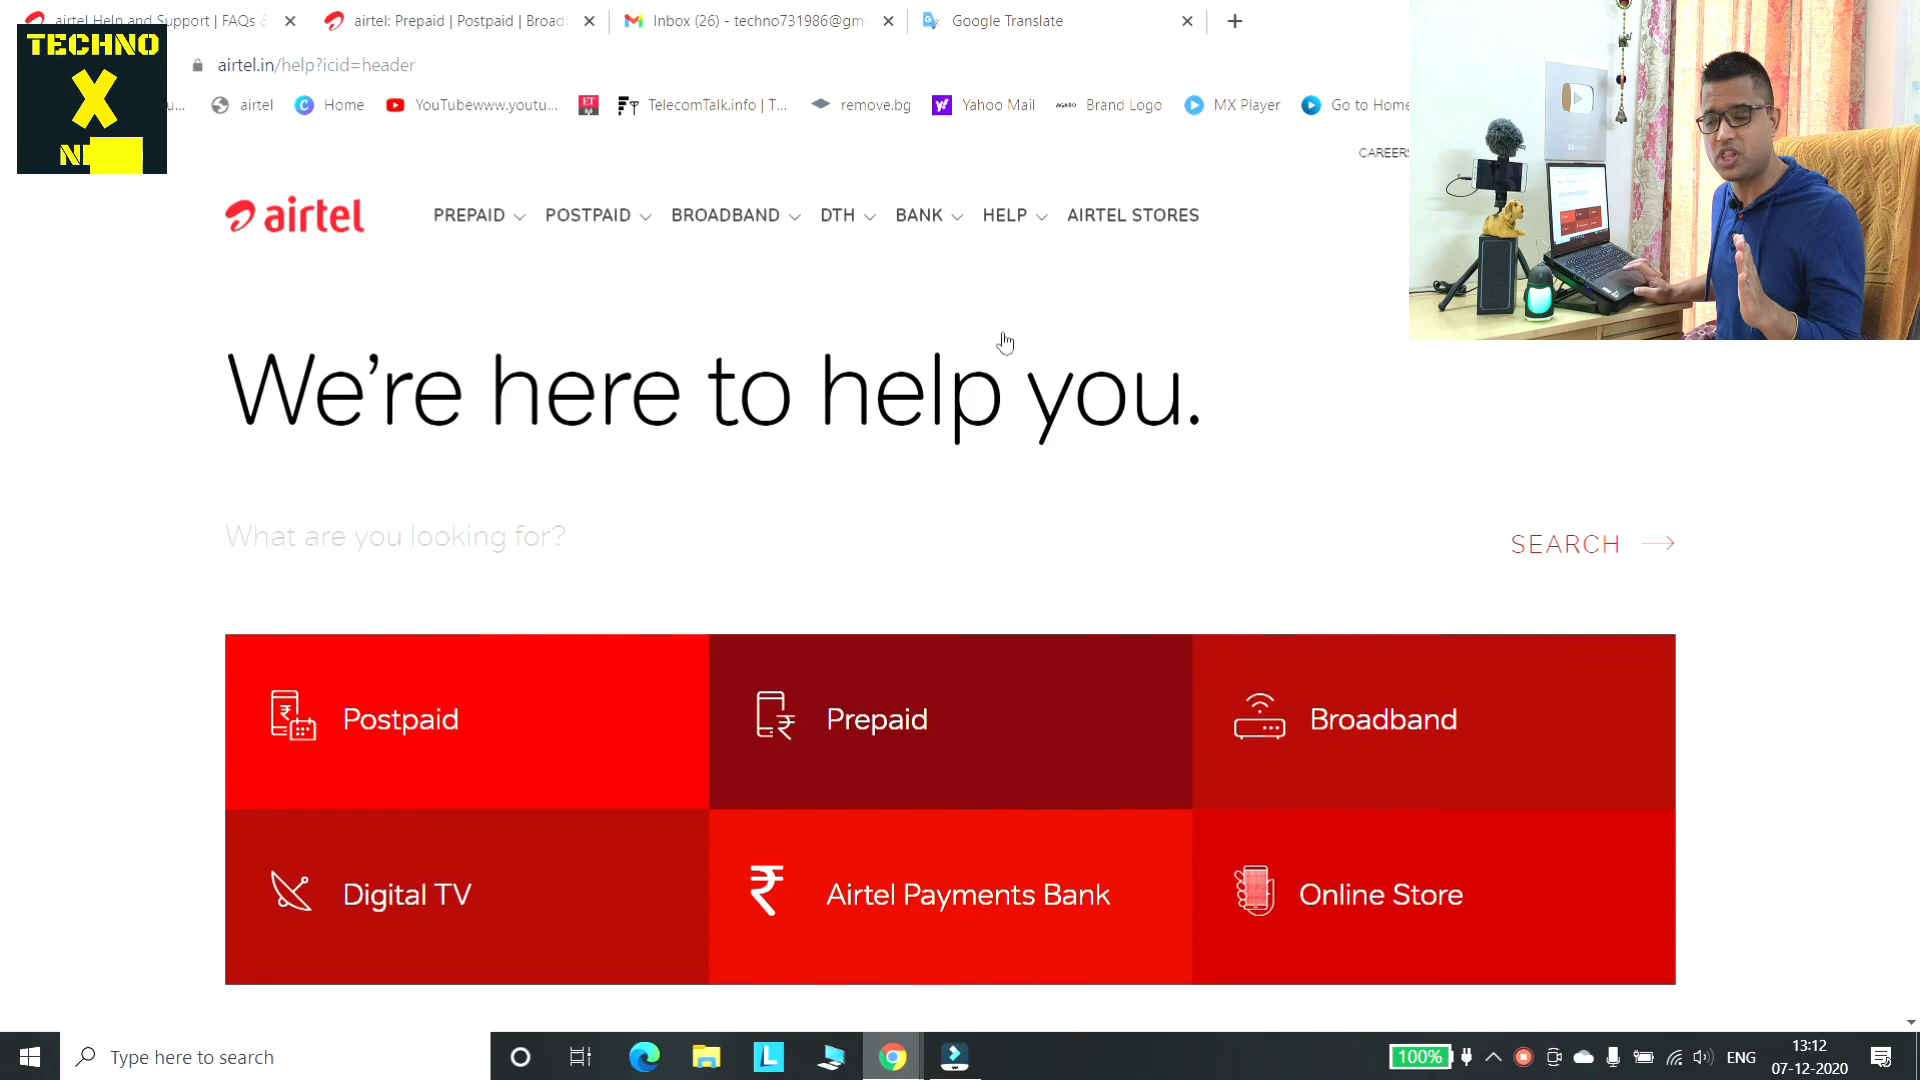 airtel Help and Support | FAQs &
airtel: Prepaid | Postpaid | Broad
Inbox (26) - techno731986@gm
Google Translate
TECHNO
X
airtel.in/help?icid=header
u...
airtel
Home
YouTubewww.youtu...
ET
TelecomTalk.info | T...
remove.bg
Yahoo Mail
AGARO
Brand Logo
MX Player
Go to Home
CAREERS
airtel
PREPAID
POSTPAID
BROADBAND
DTH
BANK
HELP
AIRTEL STORES
We’re here to help you.
What are you looking for?
SEARCH
Postpaid
Prepaid
Broadband
Digital TV
Airtel Payments Bank
Online Store
Type here to search
L
100%
ENG
13:12
07-12-2020